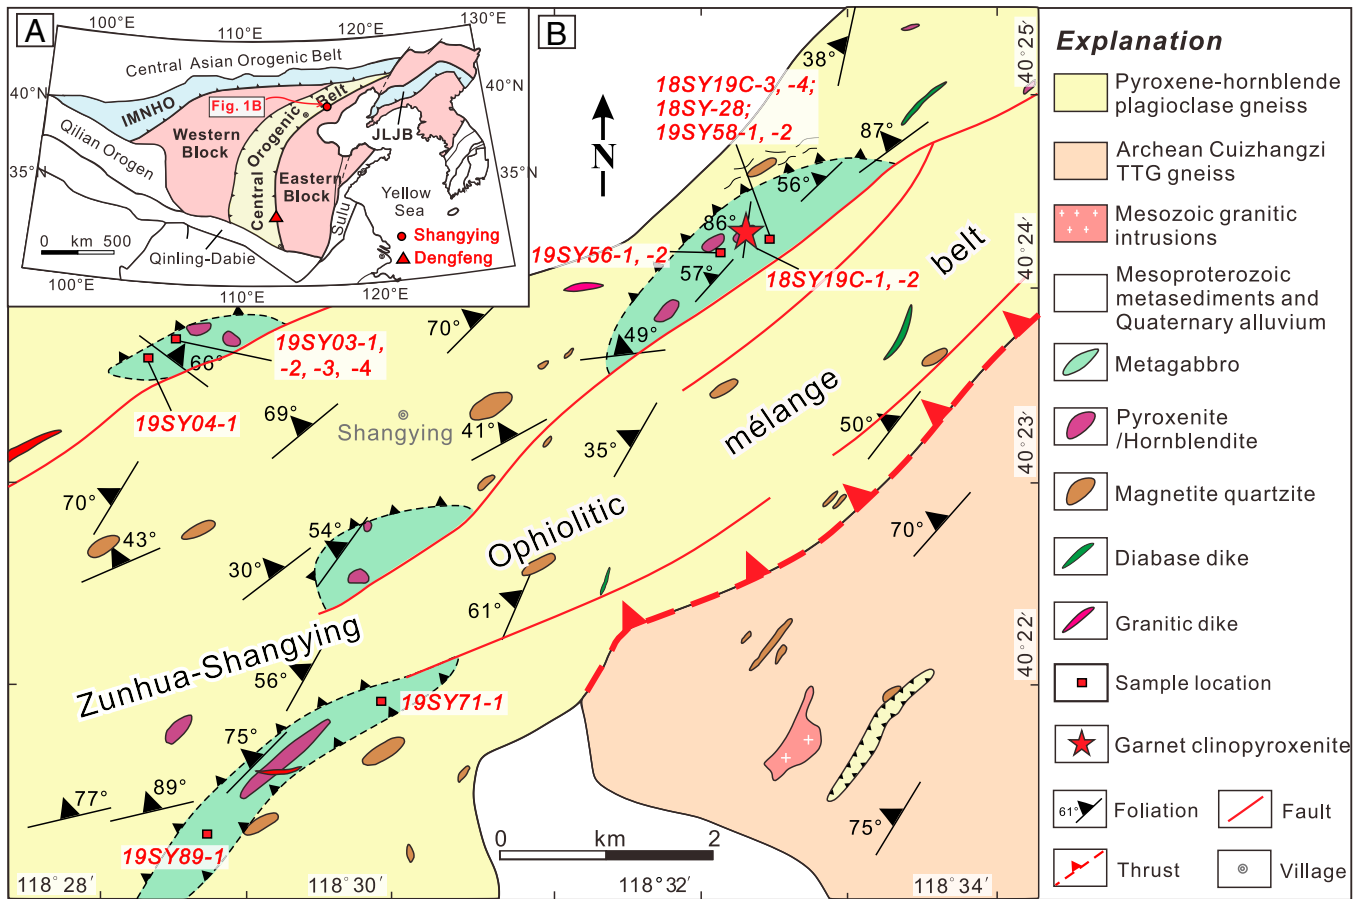 A
100°E
110°E
120°E
130°E
40°N
40°N
35°N
35°N
Central Asian Orogenic Belt
IMNHO
Fig. 1B
Qilian Orogen
Western
Block
Central Orogenic Belt
Eastern
Block
JLJB
Yellow
Sea
Sulu
Shangying
Dengfeng
0 km 500
Qinling-Dabie
100°E
110°E
120°E
B
N
38°
18SY19C-3, -4;
18SY-28;
19SY58-1, -2
87°
56°
86°
19SY56-1, -2
57°
18SY19C-1, -2
49°
70°
66°
19SY03-1,
-2, -3, -4
19SY04-1
69°
Shangying
41°
35°
50°
70°
43°
54°
30°
61°
70°
Zunhua-Shangying
Ophiolitic
mélange
belt
56°
19SY71-1
75°
77°
89°
19SY89-1
75°
0 km 2
118°28′
118°30′
118°32′
118°34′
40°25′
40°24′
40°23′
40°22′
Explanation
Pyroxene-hornblende
plagioclase gneiss
Archean Cuizhangzi
TTG gneiss
Mesozoic granitic
intrusions
Mesoproterozoic
metasediments and
Quaternary alluvium
Metagabbro
Pyroxenite
/Hornblendite
Magnetite quartzite
Diabase dike
Granitic dike
Sample location
Garnet clinopyroxenite
61°
Foliation
Fault
Thrust
Village